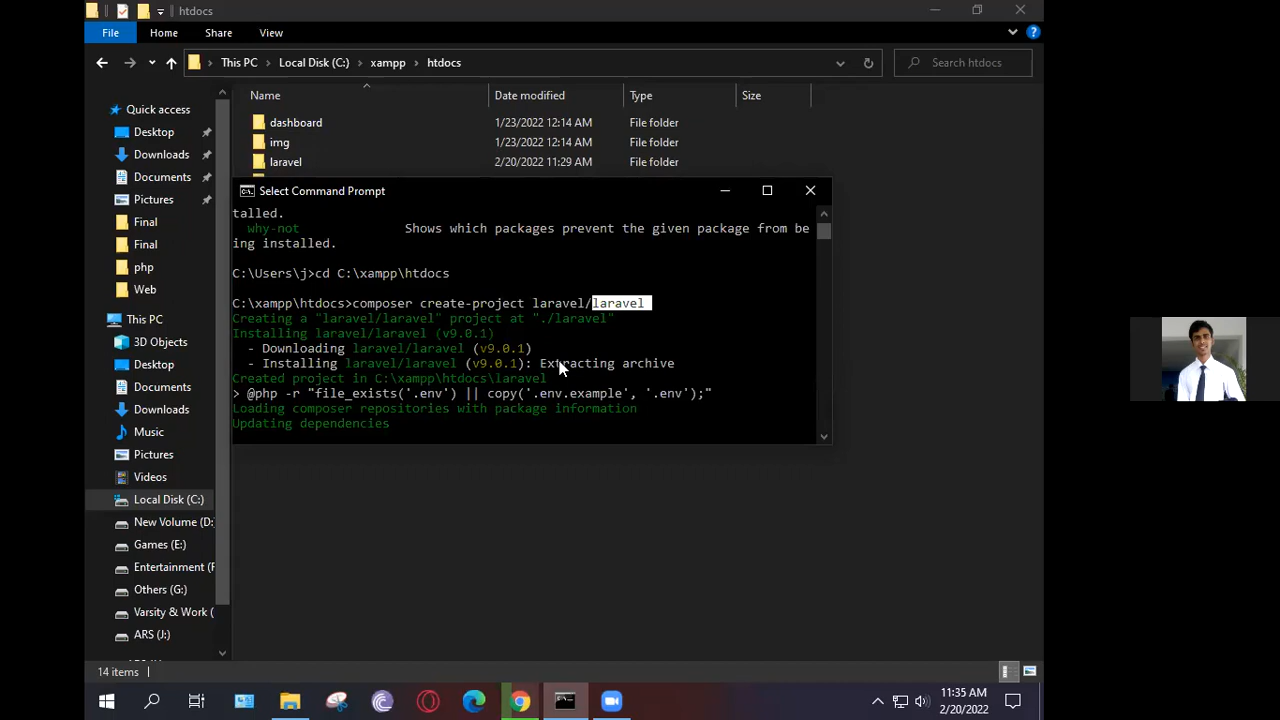 htdocs
File Home Share View
This PC Local Disk (C:) xampp htdocs Search htdocs
Name Date modified Type Size
Quick access
Desktop
Downloads
Documents
Pictures
Final
Final
php
Web
This PC
3D Objects
Desktop
Documents
Downloads
Music
Pictures
Videos
Local Disk (C:)
New Volume (D:
Games (E:)
Entertainment (F
Others (G:)
Varsity & Work (
ARS (J:)
dashboard 1/23/2022 12:14 AM File folder
img 1/23/2022 12:14 AM File folder
laravel 2/20/2022 11:29 AM File folder
Select Command Prompt
talled.
why-not Shows which packages prevent the given package from be
ing installed.
C:\Users\j>cd C:\xampp\htdocs
C:\xampp\htdocs>composer create-project laravel/laravel
Creating a "laravel/laravel" project at "./laravel"
Installing laravel/laravel (v9.0.1)
- Downloading laravel/laravel (v9.0.1)
- Installing laravel/laravel (v9.0.1): Extracting archive
Created project in C:\xampp\htdocs\laravel
> @php -r "file_exists('.env') || copy('.env.example', '.env');"
Loading composer repositories with package information
Updating dependencies
14 items
11:35 AM
2/20/2022